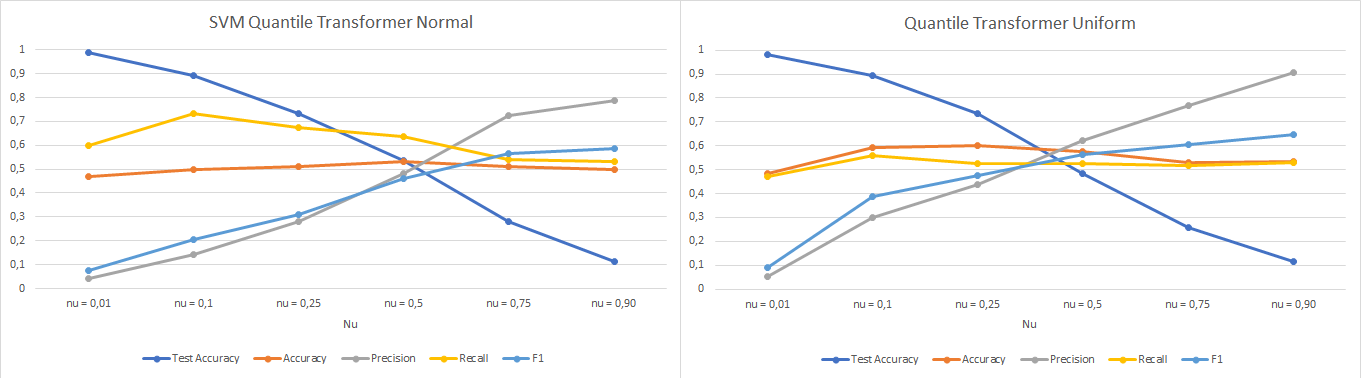 SVM Quantile Transformer Normal
1
0,9
0,8
0,7
0,6
0,5
0,4
0,3
0,2
0,1
0
nu = 0,01 nu = 0,1 nu = 0,25 nu = 0,5 nu = 0,75 nu = 0,90
Nu
Test Accuracy Accuracy Precision Recall F1
Quantile Transformer Uniform
1
0,9
0,8
0,7
0,6
0,5
0,4
0,3
0,2
0,1
0
nu = 0,01 nu = 0,1 nu = 0,25 nu = 0,5 nu = 0,75 nu = 0,90
Nu
Test Accuracy Accuracy Precision Recall F1